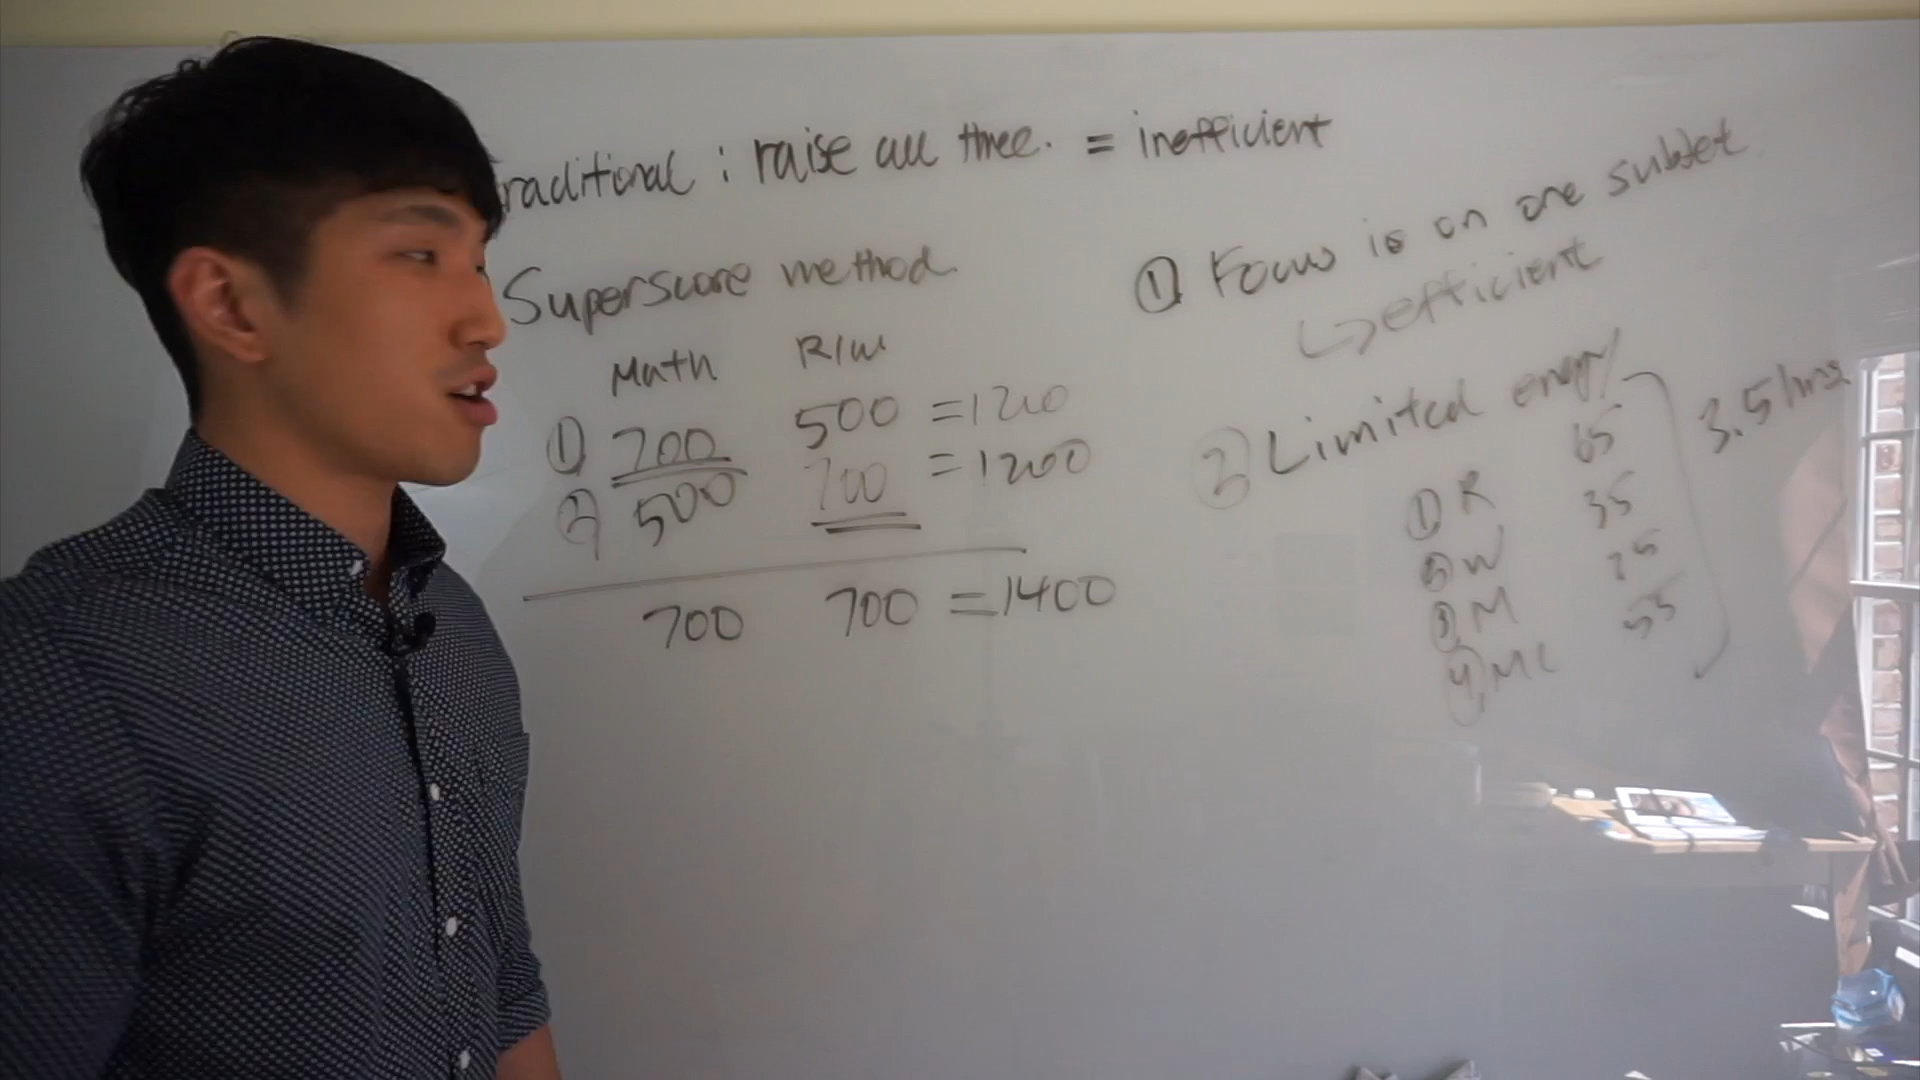 raditional : raise all three. = inefficient
Superscore method
Math R/W
① 700 500 = 1200
② 500 700 = 1200
700 700 = 1400
① Focus is on one subset
↳ efficient
② Limited energy
① R 65
② W 35
③ M 25
④ MC 55
3.5 hrs